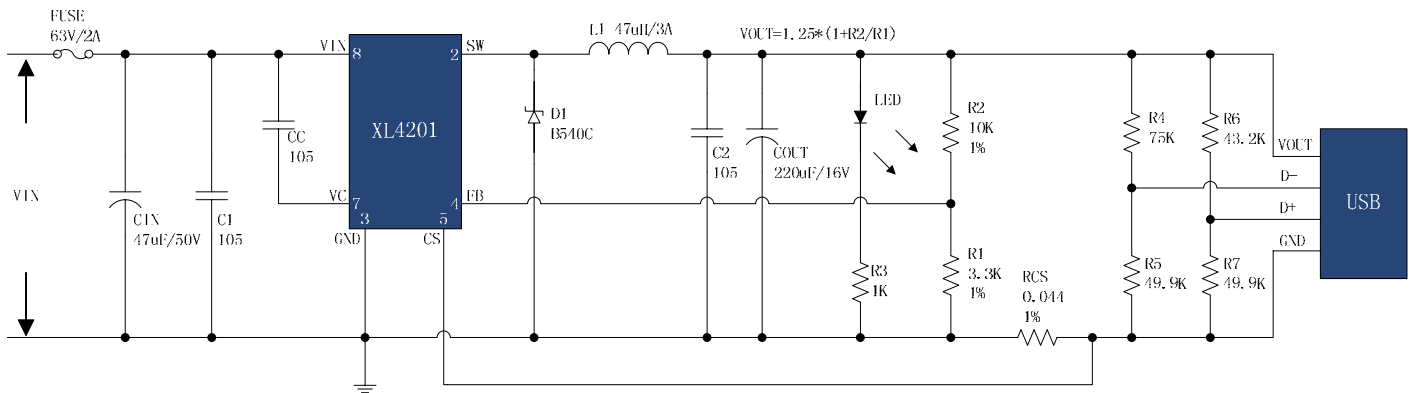 FUSE
63V/2A
VIN
8
2
SW
L1 47uH/3A
VOUT=1.25*(1+R2/R1)
XL4201
CC
105
D1
B540C
C2
105
COUT
220uF/16V
LED
R2
10K
1%
R4
75K
R6
43.2K
VOUT
D-
D+
GND
USB
VIN
CIN
47uF/50V
C1
105
VC
7
3
GND
4
FB
5
CS
R3
1K
R1
3.3K
1%
RCS
0.044
1%
R5
49.9K
R7
49.9K